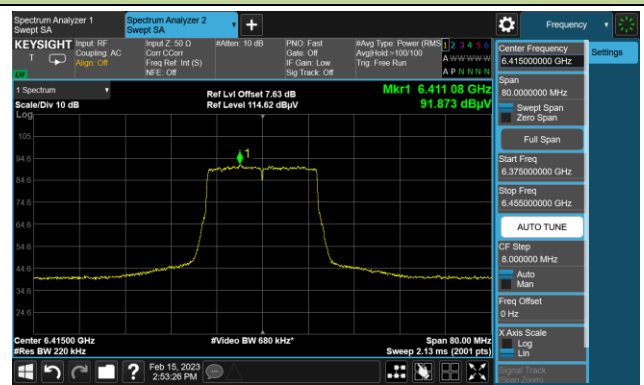 Spectrum Analyzer 1
Swept SA
Spectrum Analyzer 2
Swept SA
Frequency
KEYSIGHT
Input: RF
Coupling: AC
Align: Off
Input Z: 50 Ω
Corr CCorr
Freq Ref: Int (S)
NFE: Off
#Atten: 10 dB
PNO: Fast
Gate: Off
IF Gain: Low
Sig Track: Off
#Avg Type: Power (RMS
Avg|Hold:>100/100
Trig: Free Run
1 2 3 4 5 6
A W W W W W
A P N N N N
T
LW
1 Spectrum
Scale/Div 10 dB
Log
Ref Lvl Offset 7.63 dB
Ref Level 114.62 dBµV
Mkr1 6.411 08 GHz
91.873 dBµV
105
94.6
84.6
74.6
64.6
54.6
44.6
34.6
24.6
1
Center 6.41500 GHz
#Res BW 220 kHz
#Video BW 680 kHz*
Span 80.00 MHz
Sweep 2.13 ms (2001 pts)
Center Frequency
6.415000000 GHz
Settings
Span
80.0000000 MHz
Swept Span
Zero Span
Full Span
Start Freq
6.375000000 GHz
Stop Freq
6.455000000 GHz
AUTO TUNE
CF Step
8.000000 MHz
Auto
Man
Freq Offset
0 Hz
X Axis Scale
Log
Lin
Signal Track
(Span Zoom)
?
Feb 15, 2023
2:53:26 PM